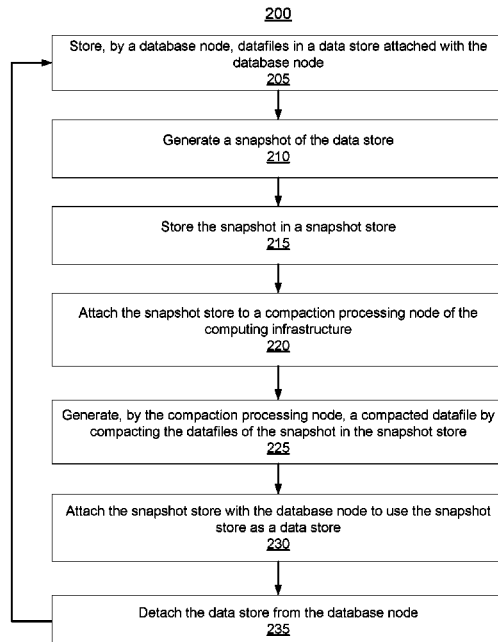 200
Store, by a database node, datafiles in a data store attached with the
database node
205
Generate a snapshot of the data store
210
Store the snapshot in a snapshot store
215
Attach the snapshot store to a compaction processing node of the
computing infrastructure
220
Generate, by the compaction processing node, a compacted datafile by
compacting the datafiles of the snapshot in the snapshot store
225
Attach the snapshot store with the database node to use the snapshot
store as a data store
230
Detach the data store from the database node
235